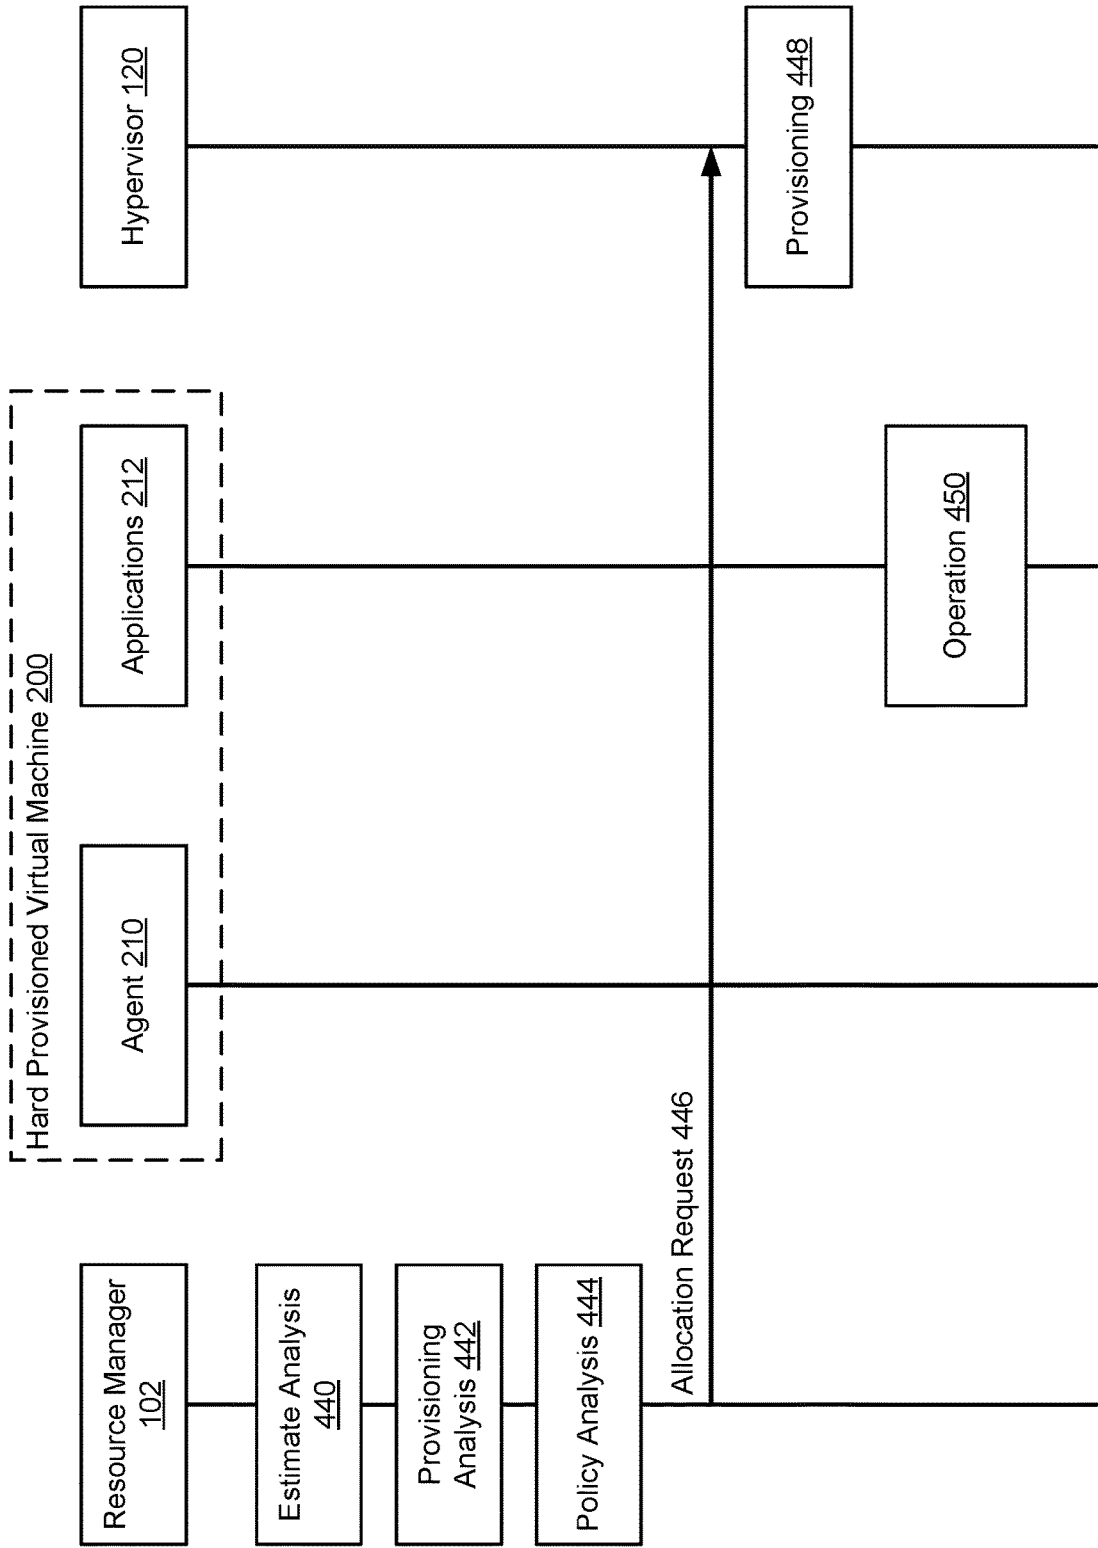 Hard Provisioned Virtual Machine 200
Resource Manager
102
Agent 210
Applications 212
Hypervisor 120
Estimate Analysis
440
Provisioning
Analysis 442
Policy Analysis 444
Allocation Request 446
Provisioning 448
Operation 450